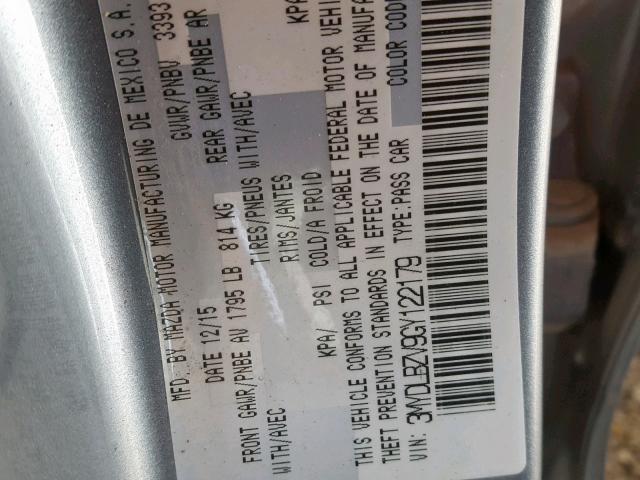 MFD. BY MAZDA MOTOR MANUFACTURING DE MEXICO S.A.
DATE 12/15 GVWR/PNBV 3393
FRONT GAWR/PNBE AV 1795 LB 814 KG REAR GAWR/PNBE AR
WITH/AVEC TIRES/PNEUS WITH/AVEC
RIMS/JANTES
KPA/ PSI COLD/A FROID KPA
THIS VEHICLE CONFORMS TO ALL APPLICABLE FEDERAL MOTOR VEHIC
THEFT PREVENTION STANDARDS IN EFFECT ON THE DATE OF MANUFA
VIN: 3MYDLBZV9GY122179 TYPE:PASS CAR COLOR CODE